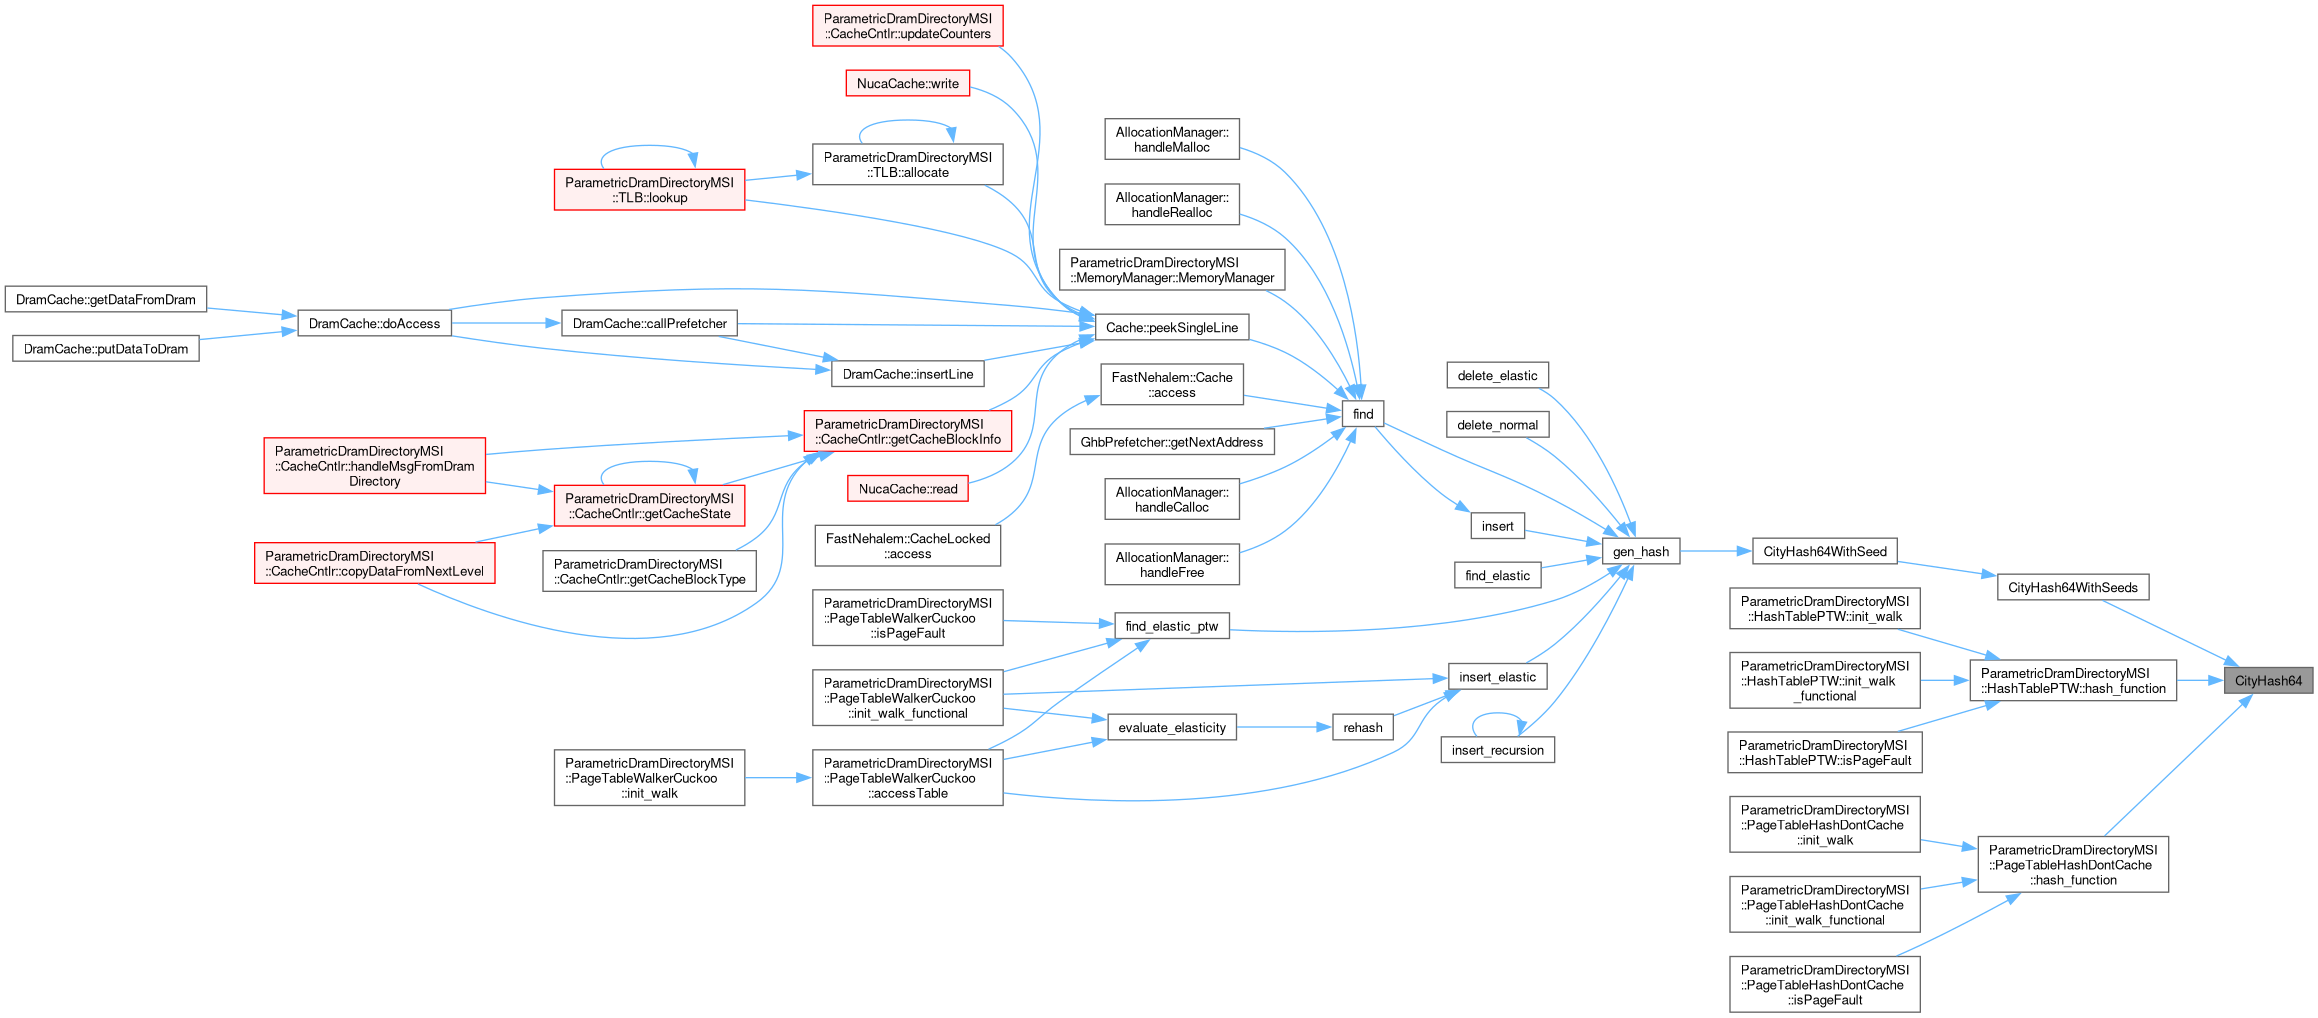 ParametricDramDirectoryMSI
::CacheCntlr::updateCounters
NucaCache::write
ParametricDramDirectoryMSI
::TLB::allocate
ParametricDramDirectoryMSI
::TLB::lookup
DramCache::getDataFromDram
DramCache::putDataToDram
DramCache::doAccess
DramCache::callPrefetcher
DramCache::insertLine
ParametricDramDirectoryMSI
::CacheCntlr::getCacheBlockInfo
ParametricDramDirectoryMSI
::CacheCntlr::handleMsgFromDram
Directory
ParametricDramDirectoryMSI
::CacheCntlr::getCacheState
ParametricDramDirectoryMSI
::CacheCntlr::copyDataFromNextLevel
ParametricDramDirectoryMSI
::CacheCntlr::getCacheBlockType
NucaCache::read
FastNehalem::CacheLocked
::access
ParametricDramDirectoryMSI
::PageTableWalkerCuckoo
::isPageFault
ParametricDramDirectoryMSI
::PageTableWalkerCuckoo
::init_walk_functional
ParametricDramDirectoryMSI
::PageTableWalkerCuckoo
::accessTable
ParametricDramDirectoryMSI
::PageTableWalkerCuckoo
::init_walk
AllocationManager::
handleMalloc
AllocationManager::
handleRealloc
ParametricDramDirectoryMSI
::MemoryManager::MemoryManager
Cache::peekSingleLine
FastNehalem::Cache
::access
GhbPrefetcher::getNextAddress
AllocationManager::
handleCalloc
AllocationManager::
handleFree
find_elastic_ptw
evaluate_elasticity
find
rehash
delete_elastic
delete_normal
insert
find_elastic
insert_elastic
insert_recursion
gen_hash
CityHash64WithSeed
CityHash64WithSeeds
ParametricDramDirectoryMSI
::HashTablePTW::init_walk
ParametricDramDirectoryMSI
::HashTablePTW::init_walk
_functional
ParametricDramDirectoryMSI
::HashTablePTW::isPageFault
ParametricDramDirectoryMSI
::HashTablePTW::hash_function
CityHash64
ParametricDramDirectoryMSI
::PageTableHashDontCache
::init_walk
ParametricDramDirectoryMSI
::PageTableHashDontCache
::init_walk_functional
ParametricDramDirectoryMSI
::PageTableHashDontCache
::isPageFault
ParametricDramDirectoryMSI
::PageTableHashDontCache
::hash_function